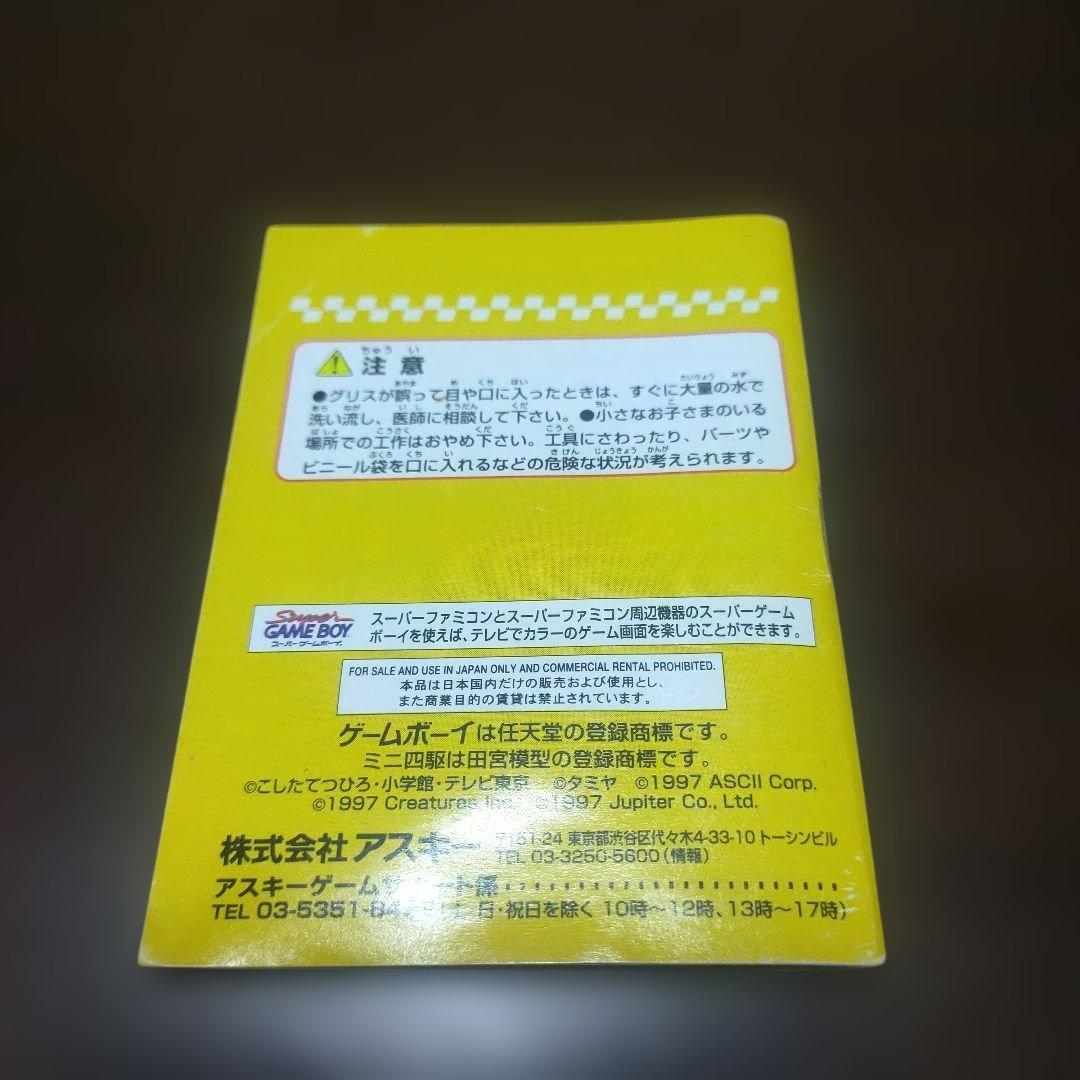 注意
●グリスが誤って目や口に入ったときは、すぐに大量の水で
洗い流し、医師に相談して下さい。●小さなお子さまのいる
場所での工作はおやめ下さい。工具にさわったり、パーツや
ビニール袋を口に入れるなどの危険な状況が考えられます。
Super
GAME BOY
スーパーゲームボーイ
スーパーファミコンとスーパーファミコン周辺機器のスーパーゲーム
ボーイを使えば、テレビでカラーのゲーム画面を楽しむことができます。
FOR SALE AND USE IN JAPAN ONLY AND COMMERCIAL RENTAL PROHIBITED.
本品は日本国内だけの販売および使用とし、
また商業目的の賃貸は禁止されています。
ゲームボーイは任天堂の登録商標です。
ミニ四駆は田宮模型の登録商標です。
©こしたてつひろ・小学館・テレビ東京 ©タミヤ ©1997 ASCII Corp.
©1997 Creatures Inc. ©1997 Jupiter Co., Ltd.
株式会社アスキー
〒151-24 東京都渋谷区代々木4-33-10 トーシンビル
TEL 03-3250-5600(情報)
アスキーゲームサポート係
TEL 03-5351-84 日・祝日を除く 10時〜12時、13時〜17時)